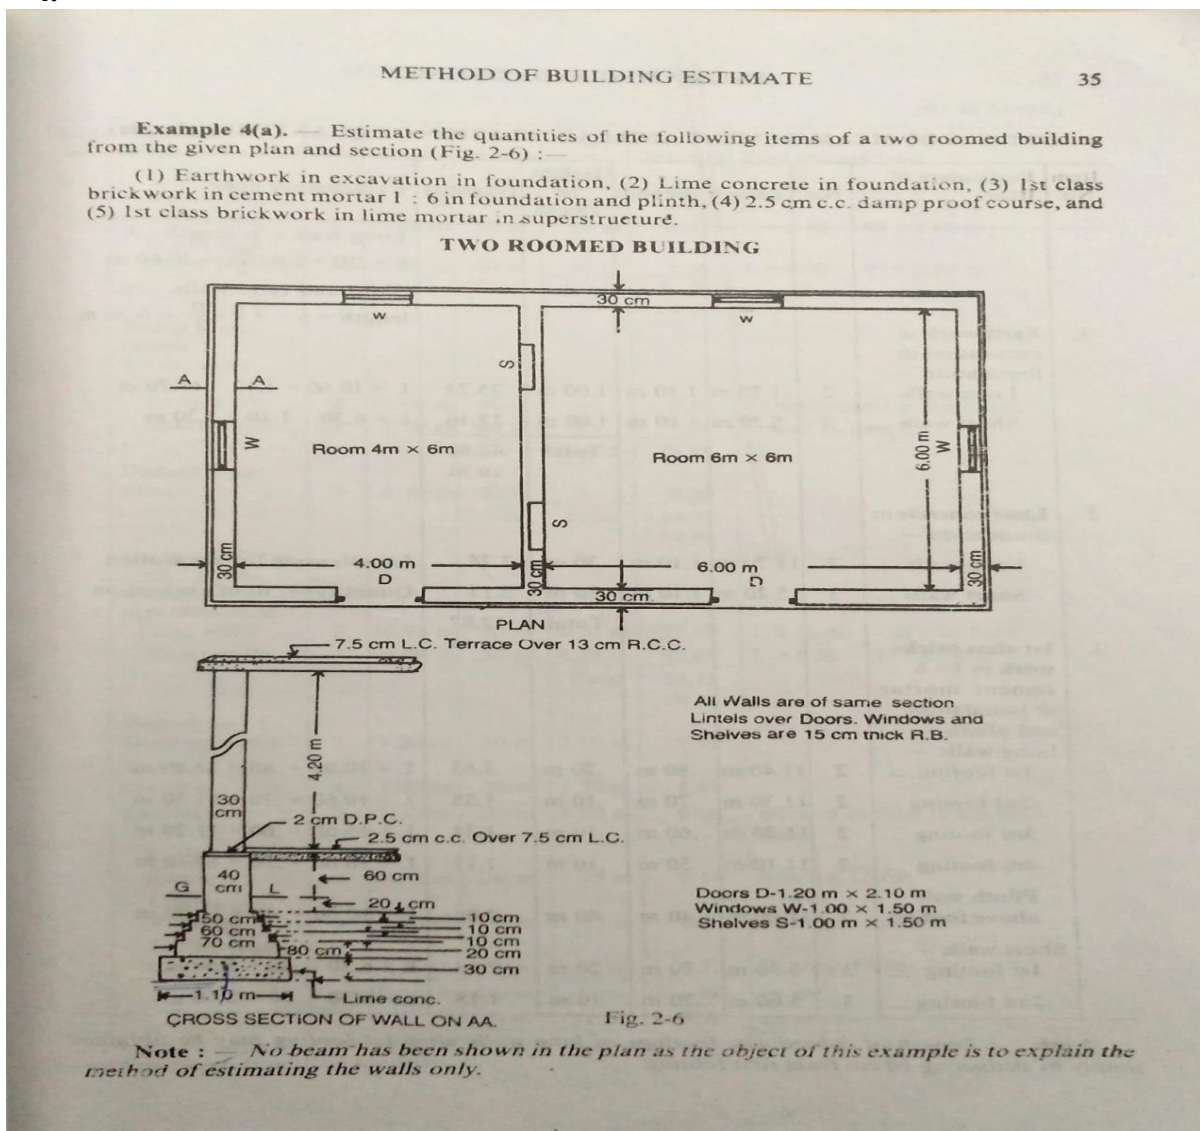 METHOD OF BUILDING ESTIMATE 35
Example 4(a). — Estimate the quantities of the following items of a two roomed building
from the given plan and section (Fig. 2-6) :—
(1) Earthwork in excavation in foundation, (2) Lime concrete in foundation, (3) 1st class
brickwork in cement mortar 1 : 6 in foundation and plinth, (4) 2.5 cm c.c. damp proof course, and
(5) 1st class brickwork in lime mortar in superstructure.
TWO ROOMED BUILDING
30 cm
W
W
S
A A
W
Room 4m × 6m
Room 6m × 6m
6.00 m
W
S
30 cm
4.00 m
D
30 cm
6.00 m
D
30 cm
30 cm
PLAN
7.5 cm L.C. Terrace Over 13 cm R.C.C.
All Walls are of same section
Lintels over Doors. Windows and
Shelves are 15 cm thick R.B.
4.20 m
30
cm
2 cm D.P.C.
2.5 cm c.c. Over 7.5 cm L.C.
40
cm
60 cm
G L
20 cm
50 cm
60 cm
70 cm
80 cm
10 cm
10 cm
10 cm
20 cm
30 cm
Doors D-1.20 m × 2.10 m
Windows W-1.00 × 1.50 m
Shelves S-1.00 m × 1.50 m
1.10 m
Lime conc.
CROSS SECTION OF WALL ON AA.
Fig. 2-6
Note : — No beam has been shown in the plan as the object of this example is to explain the
method of estimating the walls only.